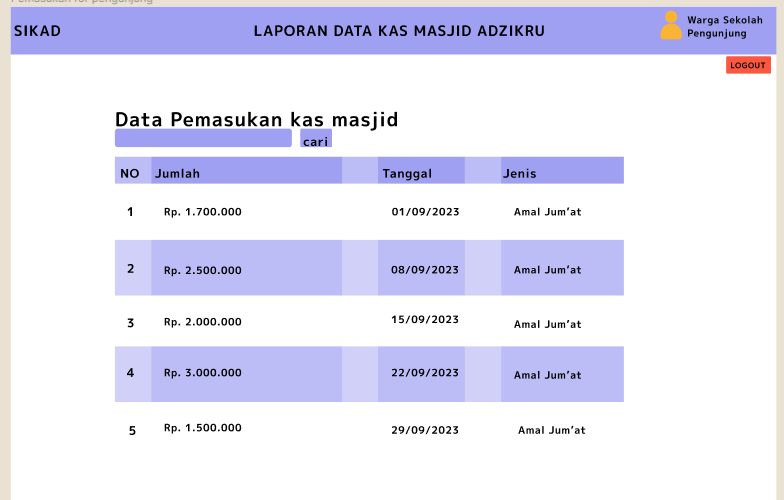 Pemasukan for pengunjung
SIKAD
LAPORAN DATA KAS MASJID ADZIKRU
Warga Sekolah
Pengunjung
LOGOUT
Data Pemasukan kas masjid
cari
NO Jumlah Tanggal Jenis
1 Rp. 1.700.000 01/09/2023 Amal Jum’at
2 Rp. 2.500.000 08/09/2023 Amal Jum’at
3 Rp. 2.000.000 15/09/2023 Amal Jum’at
4 Rp. 3.000.000 22/09/2023 Amal Jum’at
5 Rp. 1.500.000 29/09/2023 Amal Jum’at